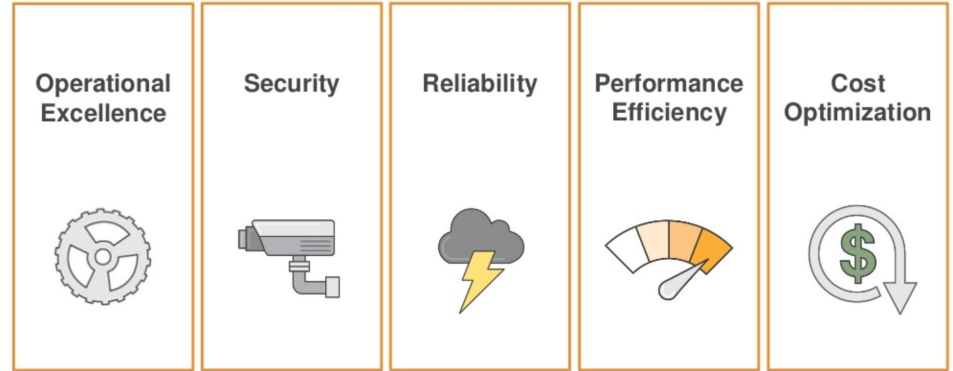 Operational
Excellence
Security
Reliability
Performance
Efficiency
Cost
Optimization
$